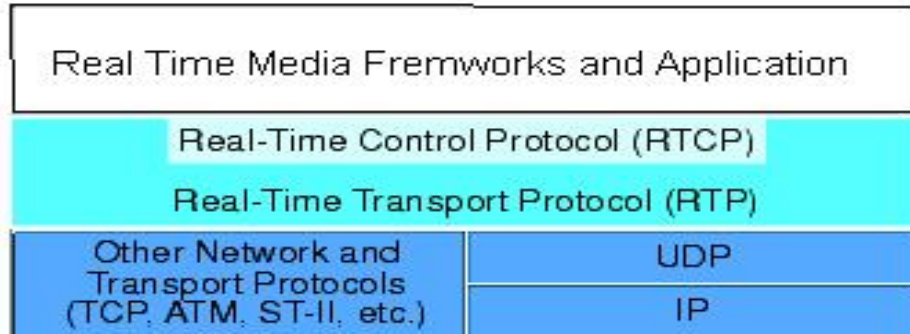 Real Time Media Fremworks and Application
Real-Time Control Protocol (RTCP)
Real-Time Transport Protocol (RTP)
Other Network and
Transport Protocols
(TCP, ATM, ST-II, etc.)
UDP
IP